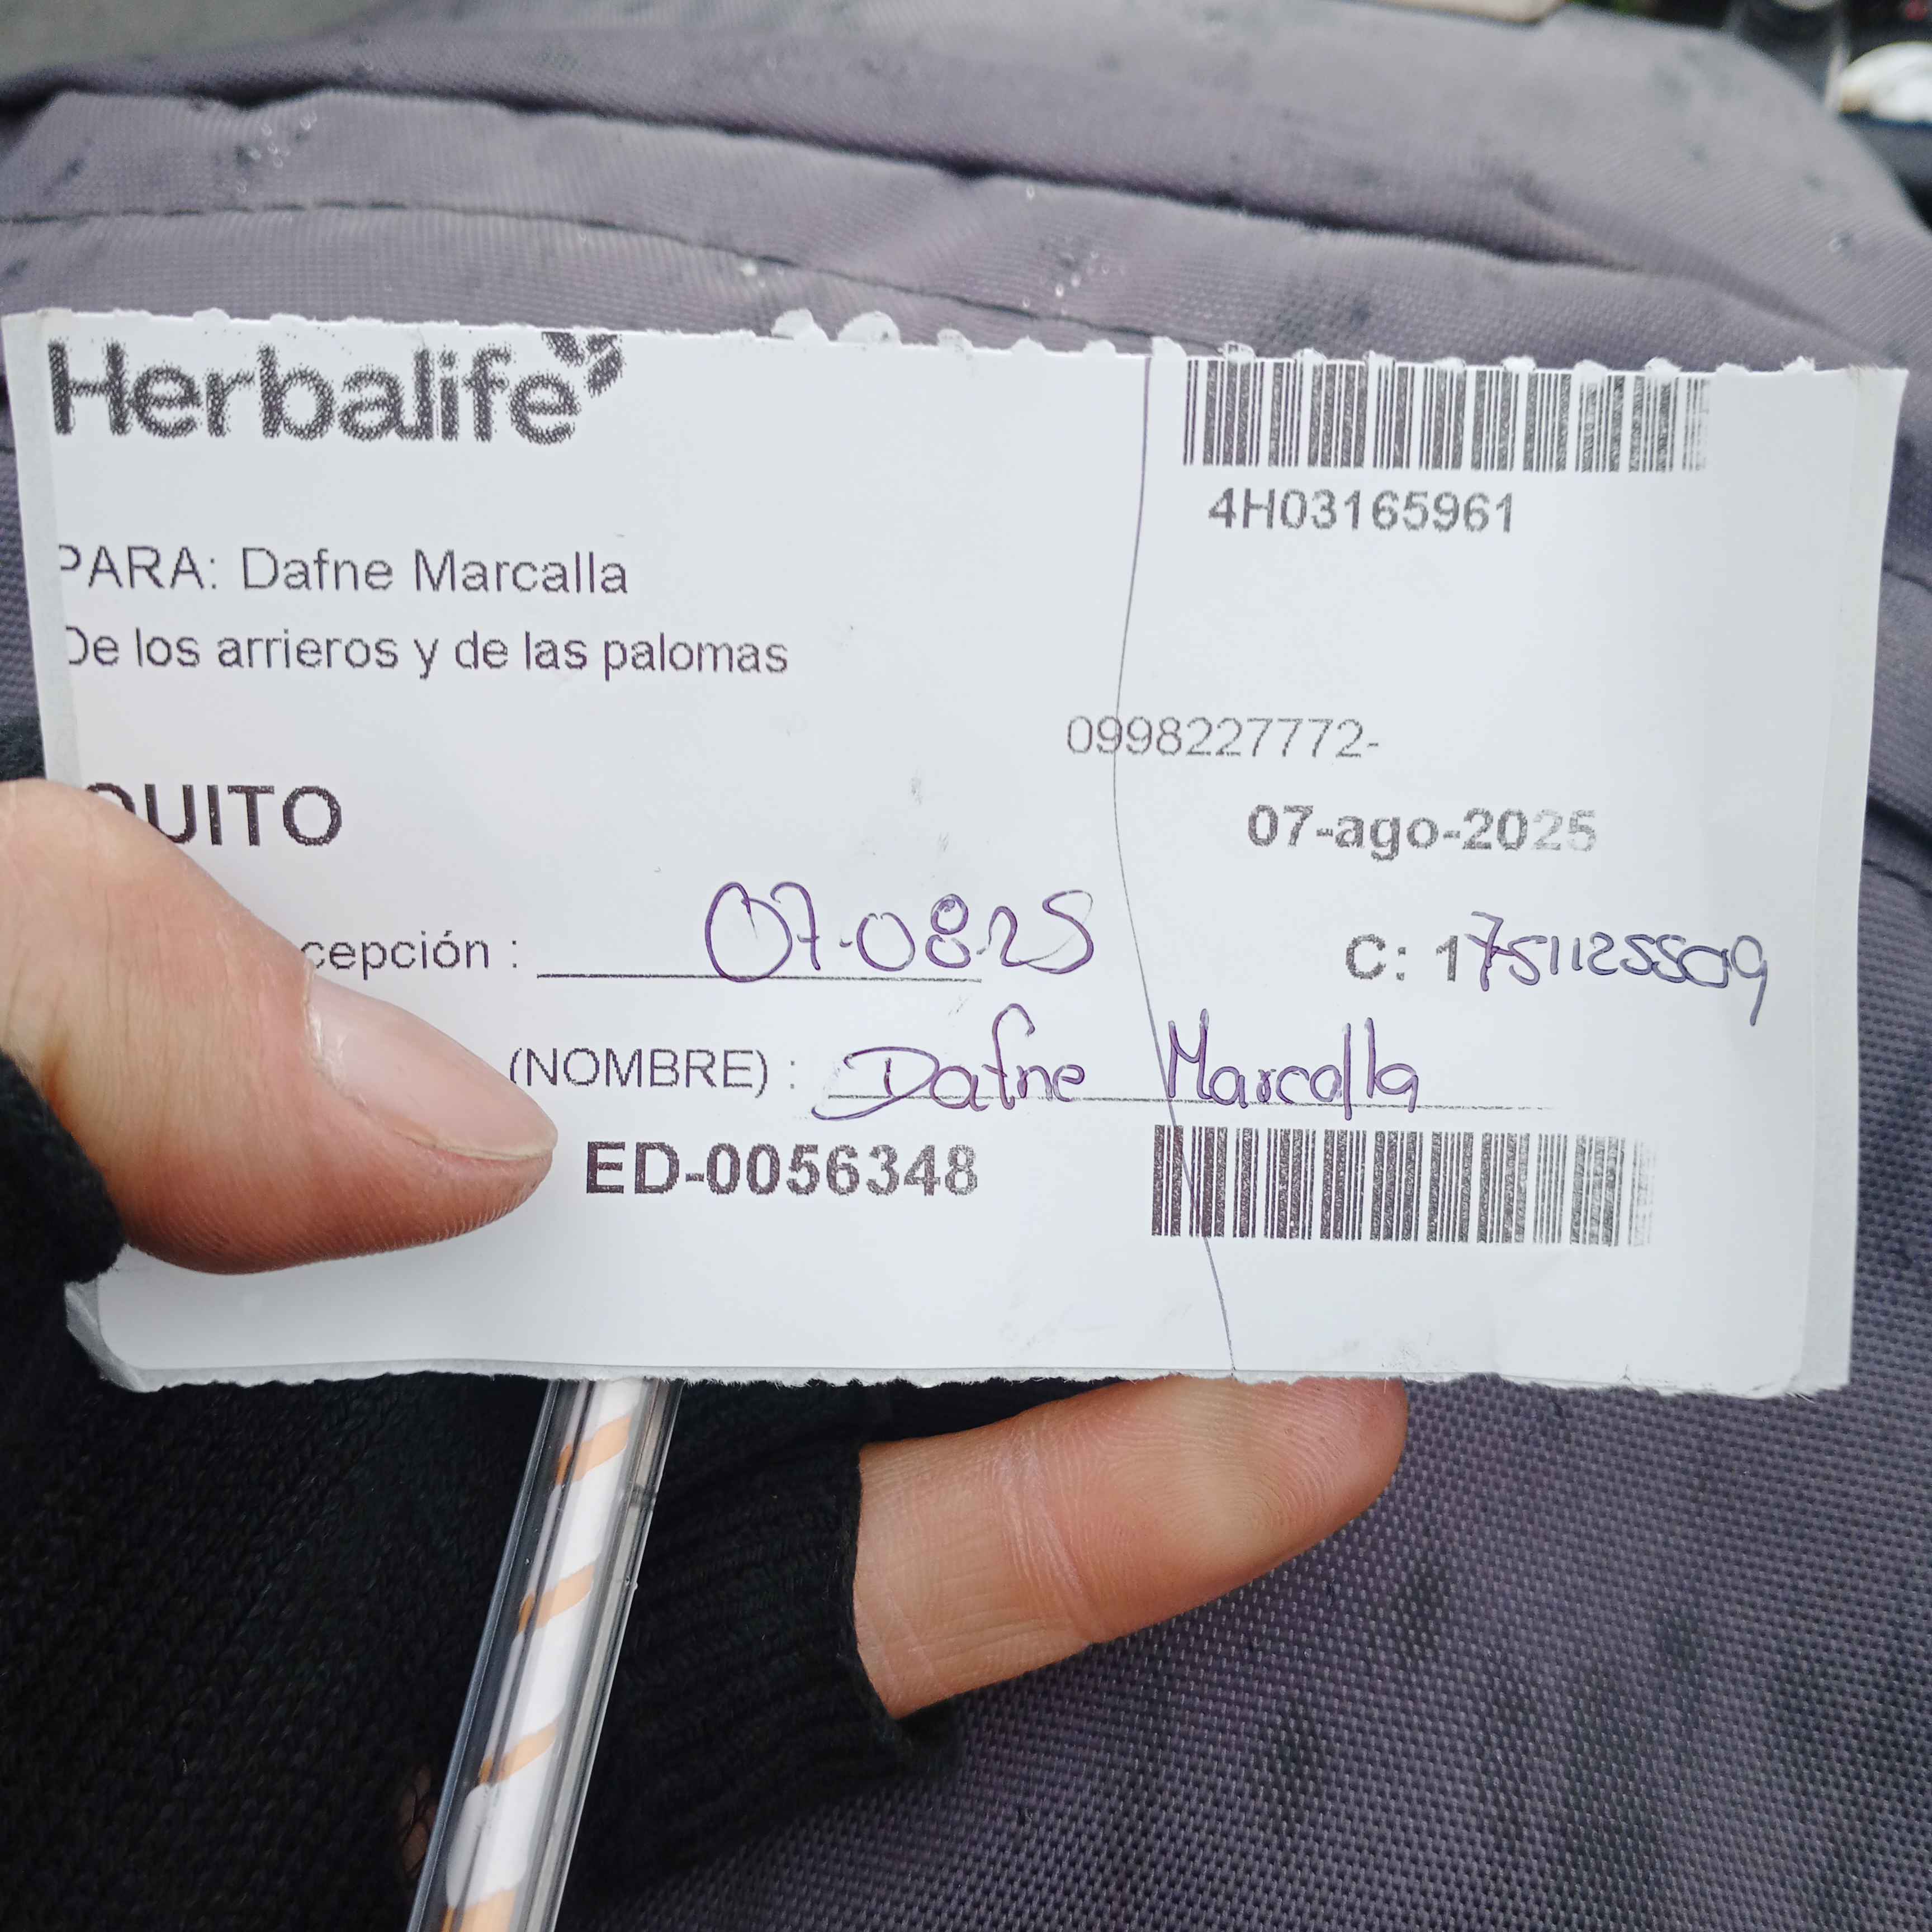 Herbalife
4H03165961
PARA: Dafne Marcalla
De los arrieros y de las palomas
0998227772-
QUITO
07-ago-2025
cepción : 07-08-25
C: 1751125509
(NOMBRE) : Dafne Marcalla
ED-0056348